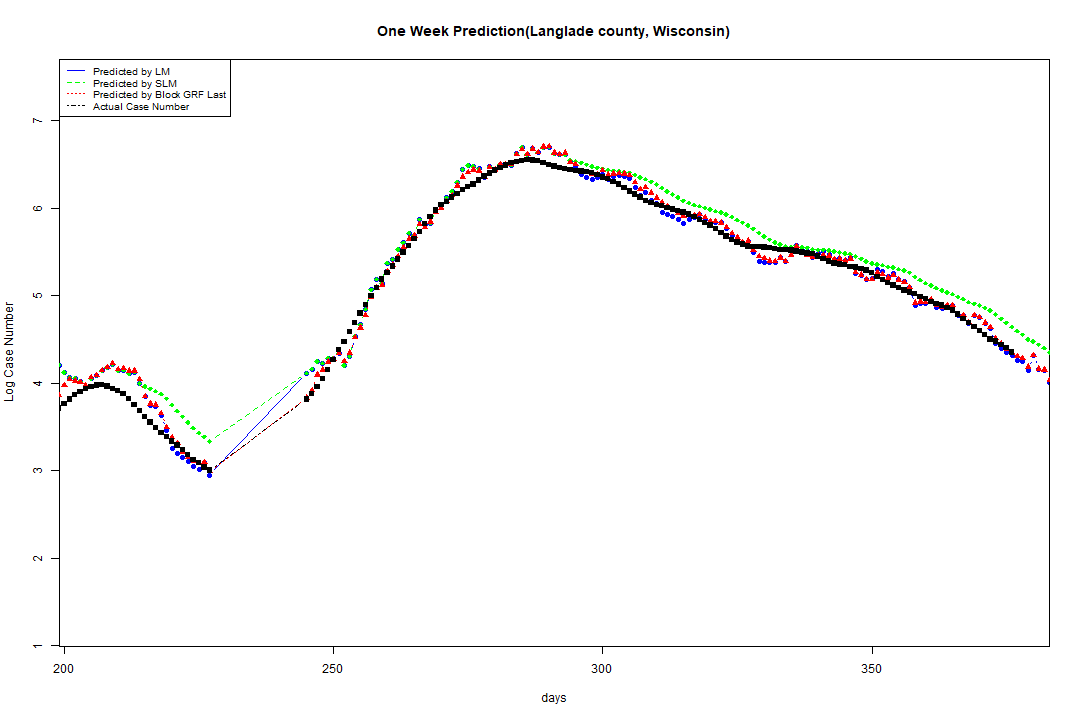 One Week Prediction(Langlade county, Wisconsin)
Predicted by LM
Predicted by SLM
Predicted by Block GRF Last
Actual Case Number
Log Case Number
7
6
5
4
3
2
1
200 250 300 350
days